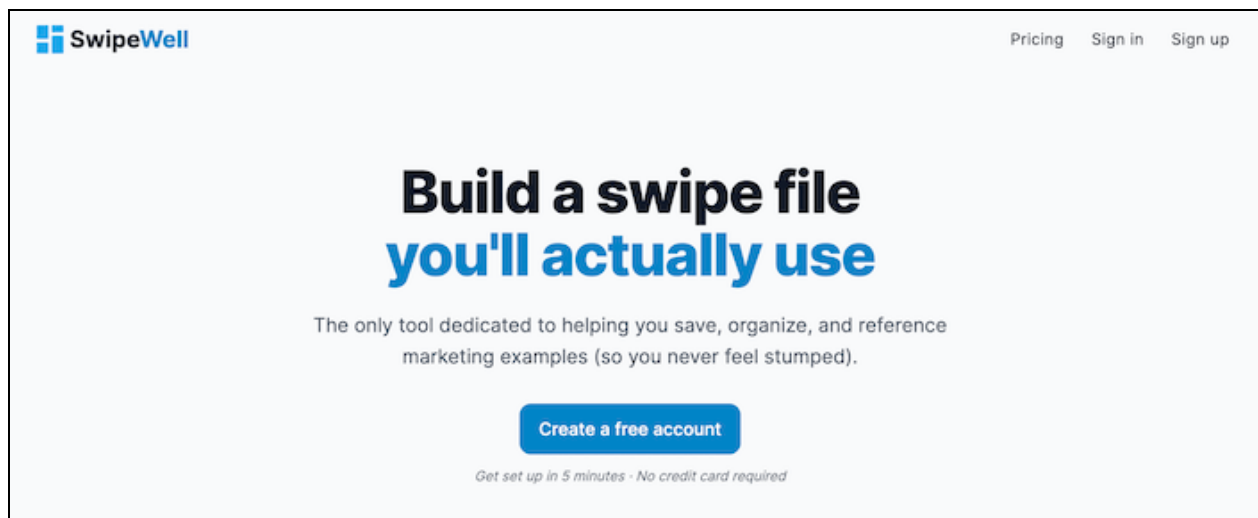 SwipeWell
Pricing
Sign in
Sign up
Build a swipe file
you'll actually use
The only tool dedicated to helping you save, organize, and reference
marketing examples (so you never feel stumped).
Create a free account
Get set up in 5 minutes · No credit card required